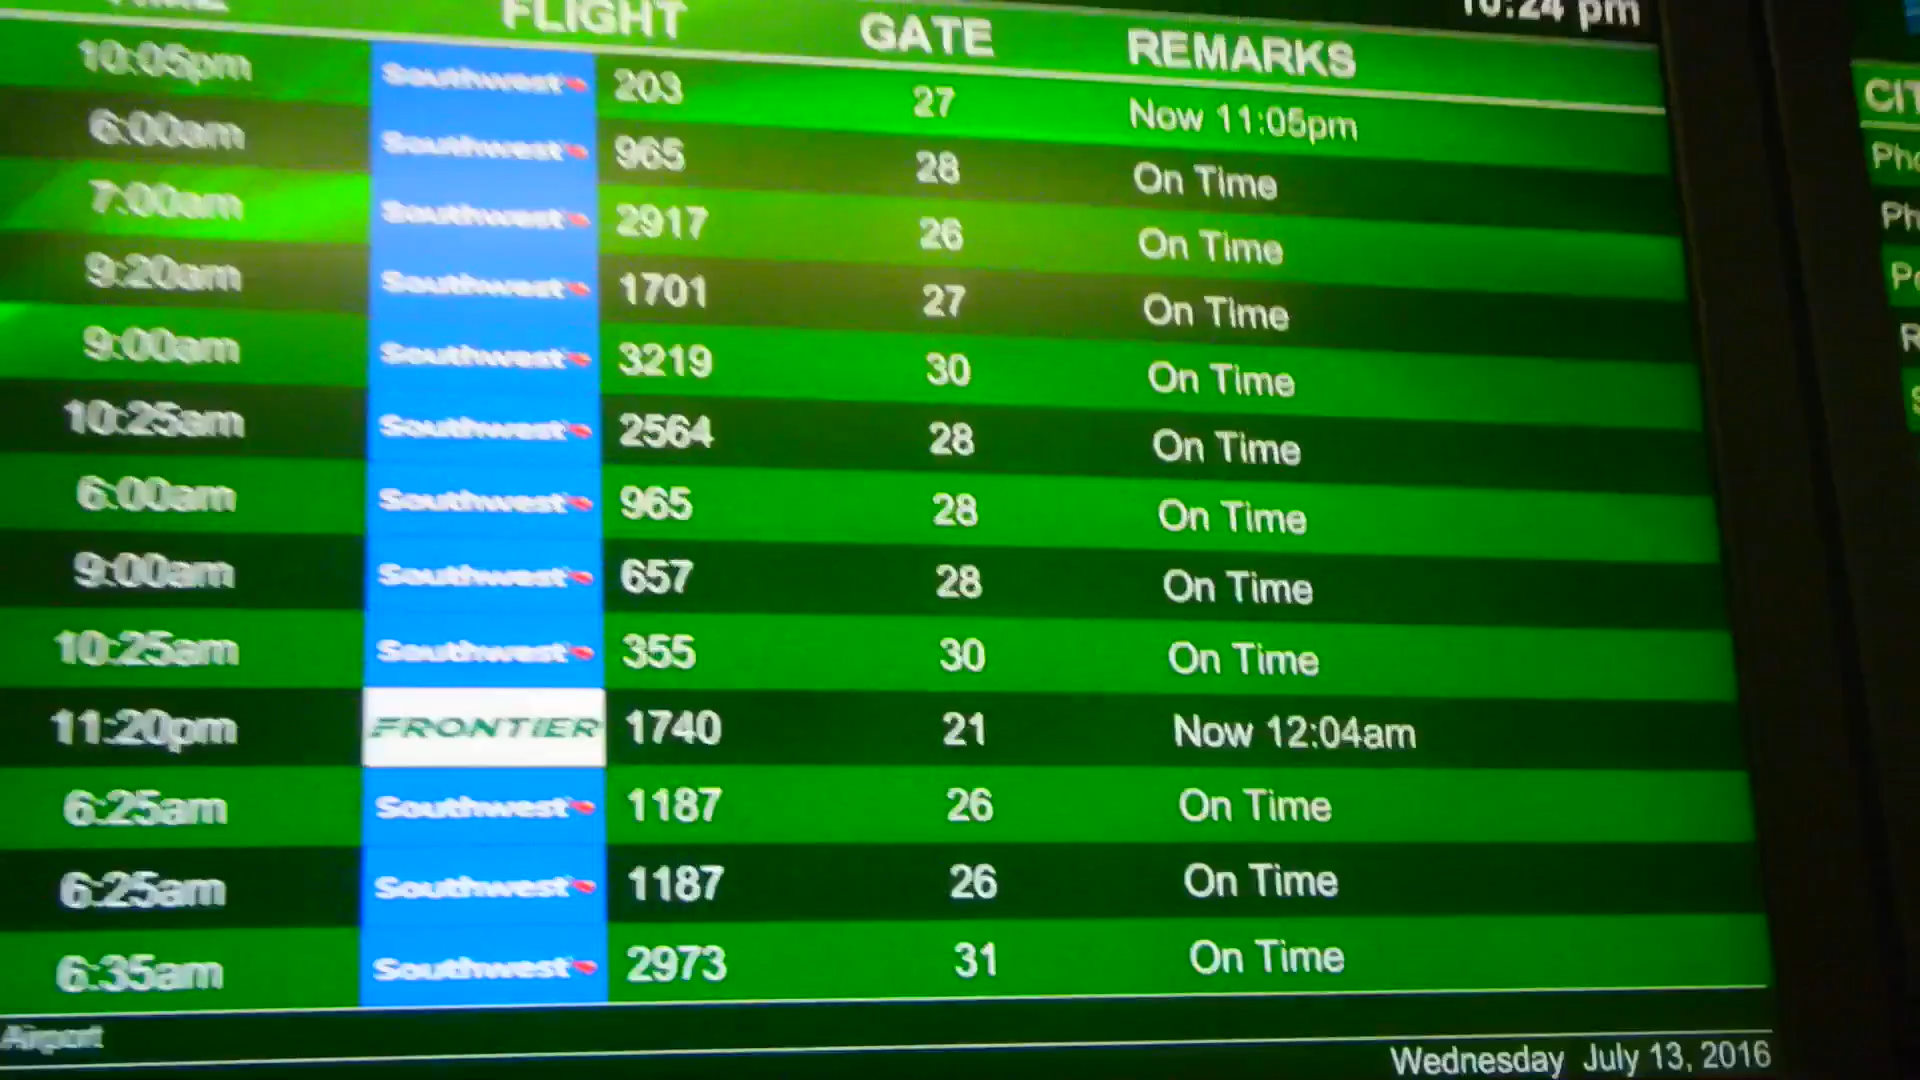 10:24 pm
TIME FLIGHT GATE REMARKS
10:05pm Southwest 203 27 Now 11:05pm
6:00am Southwest 965 28 On Time
7:00am Southwest 2917 26 On Time
9:20am Southwest 1701 27 On Time
9:00am Southwest 3219 30 On Time
10:25am Southwest 2564 28 On Time
6:00am Southwest 965 28 On Time
9:00am Southwest 657 28 On Time
10:25am Southwest 355 30 On Time
11:20pm FRONTIER 1740 21 Now 12:04am
6:25am Southwest 1187 26 On Time
6:25am Southwest 1187 26 On Time
6:35am Southwest 2973 31 On Time
Airport
Wednesday July 13, 2016